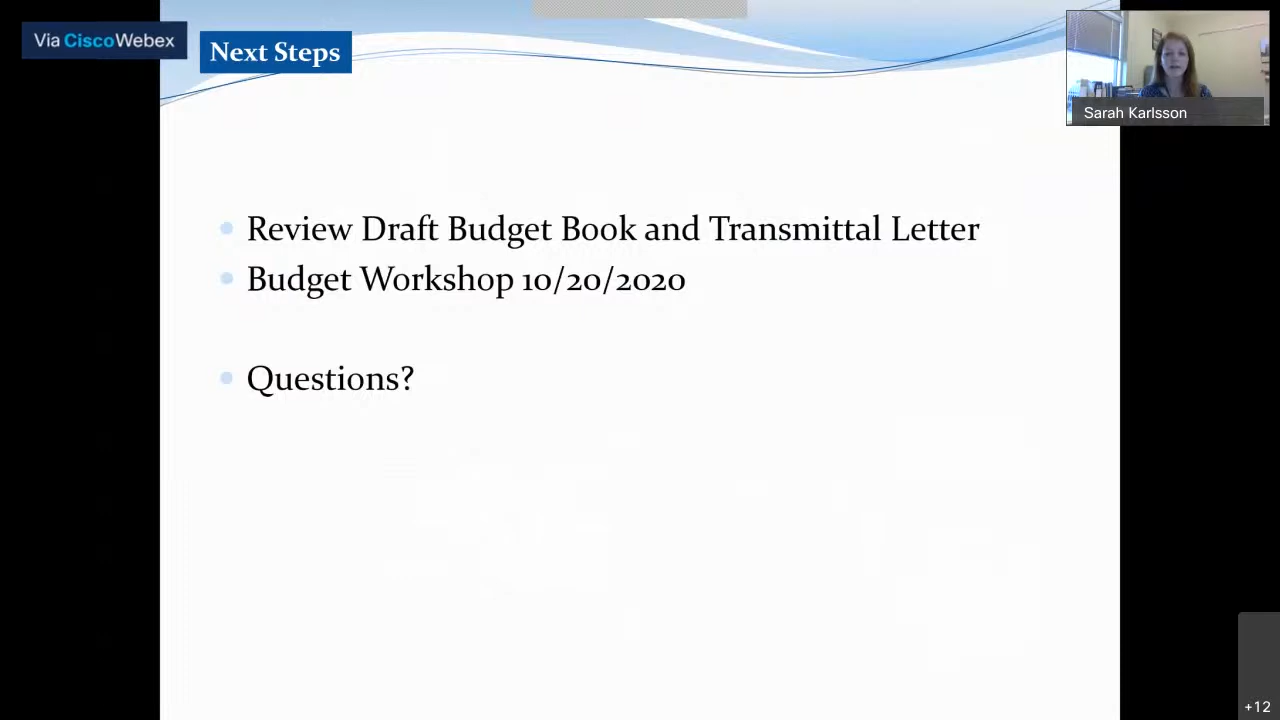 Via CiscoWebex
Next Steps
Sarah Karlsson
Review Draft Budget Book and Transmittal Letter
Budget Workshop 10/20/2020
Questions?
+12